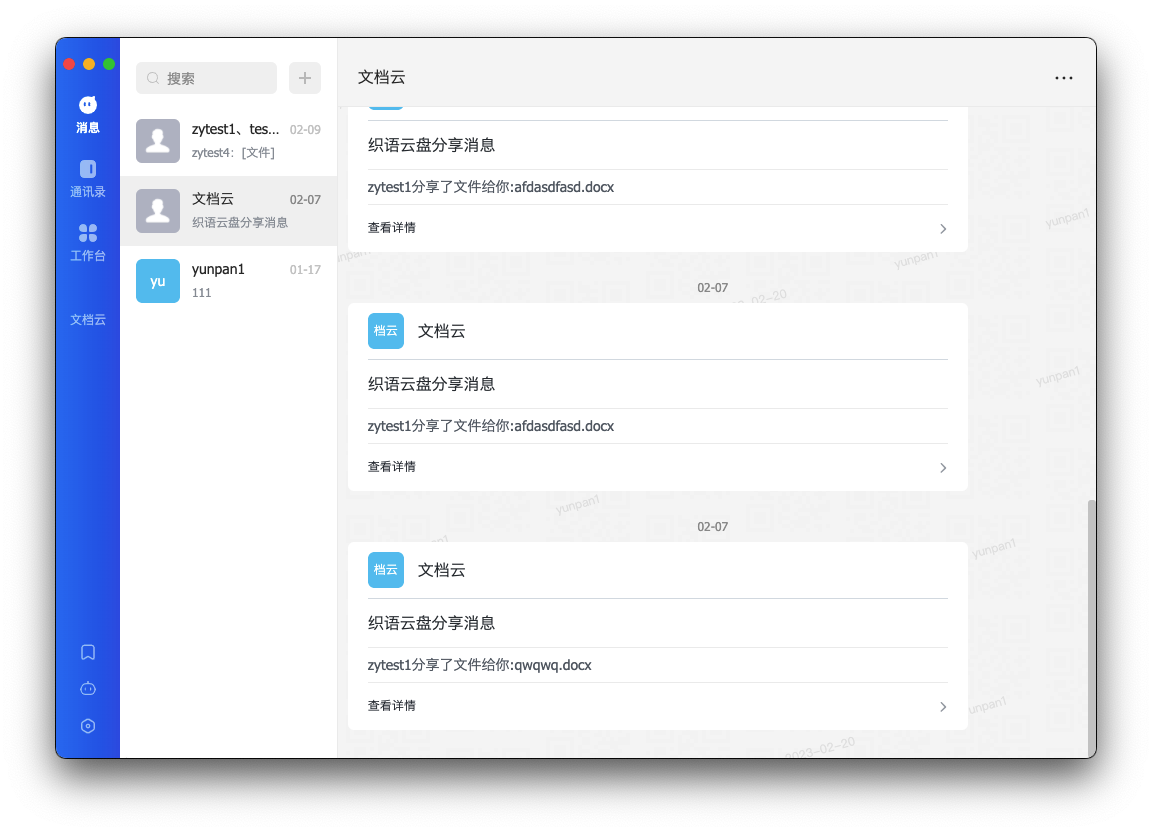 消息
通讯录
工作台
文档云
搜索
zytest1、tes...
02-09
zytest4：[文件]
文档云
02-07
织语云盘分享消息
yu
yunpan1
01-17
111
文档云
织语云盘分享消息
zytest1分享了文件给你:afdasdfasd.docx
查看详情
yunpan1
yunpan1
02-07
02-20
档云
文档云
织语云盘分享消息
yunpan1
zytest1分享了文件给你:afdasdfasd.docx
查看详情
yunpan1
02-07
yunpan1
档云
文档云
织语云盘分享消息
zytest1分享了文件给你:qwqwq.docx
查看详情
unpan1
2023-02-20